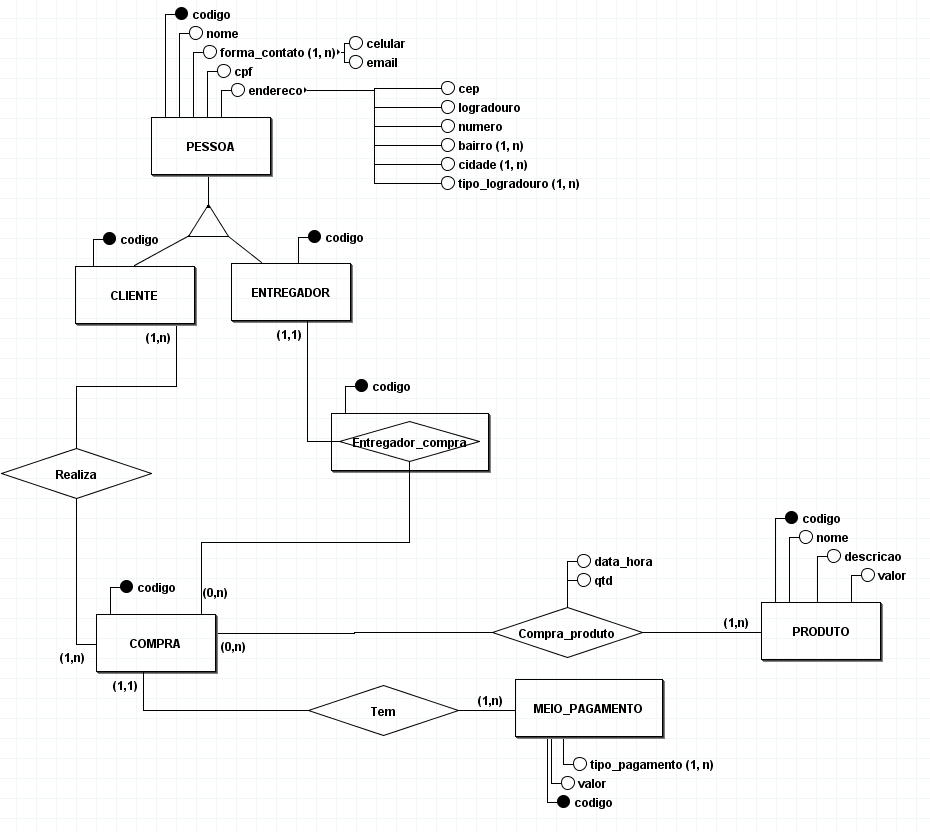 codigo
nome
forma_contato (1, n)
celular
email
cpf
endereco
cep
logradouro
numero
bairro (1, n)
cidade (1, n)
tipo_logradouro (1, n)
PESSOA
codigo
codigo
CLIENTE
ENTREGADOR
(1,n)
(1,1)
codigo
Entregador_compra
Realiza
codigo
nome
descricao
valor
PRODUTO
data_hora
qtd
Compra_produto
(1,n)
codigo
(0,n)
COMPRA
(0,n)
(1,n)
(1,1)
Tem
(1,n)
MEIO_PAGAMENTO
tipo_pagamento (1, n)
valor
codigo